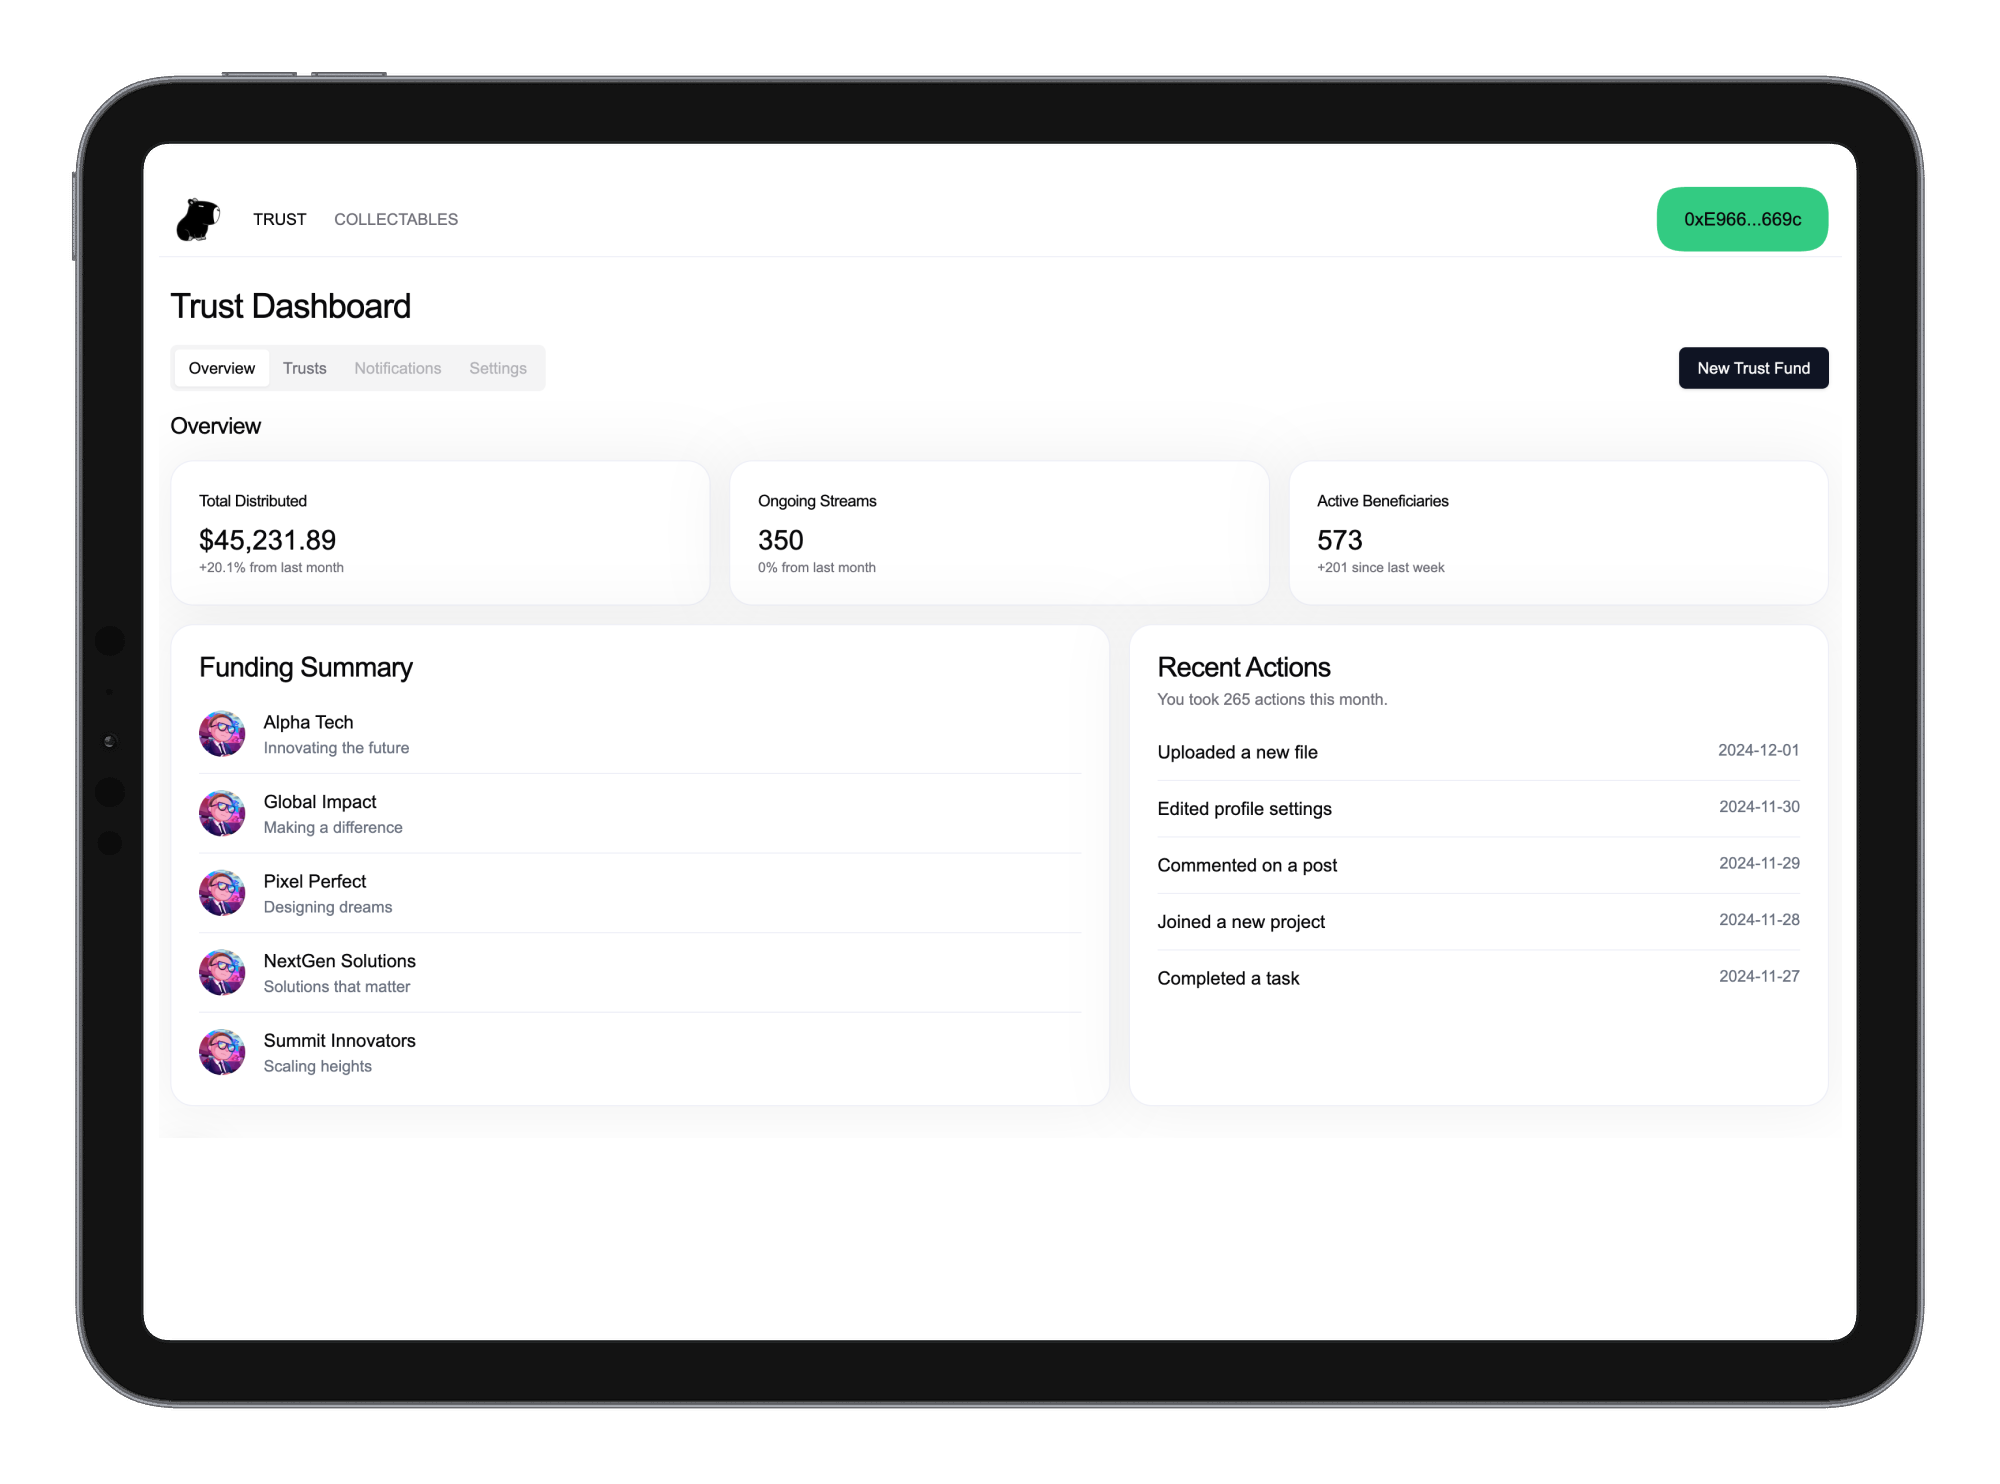 TRUST COLLECTABLES
0xE966...669c
Trust Dashboard
Overview Trusts Notifications Settings
New Trust Fund
Overview
Total Distributed
$45,231.89
+20.1% from last month
Ongoing Streams
350
0% from last month
Active Beneficiaries
573
+201 since last week
Funding Summary
Alpha Tech
Innovating the future
Global Impact
Making a difference
Pixel Perfect
Designing dreams
NextGen Solutions
Solutions that matter
Summit Innovators
Scaling heights
Recent Actions
You took 265 actions this month.
Uploaded a new file 2024-12-01
Edited profile settings 2024-11-30
Commented on a post 2024-11-29
Joined a new project 2024-11-28
Completed a task 2024-11-27